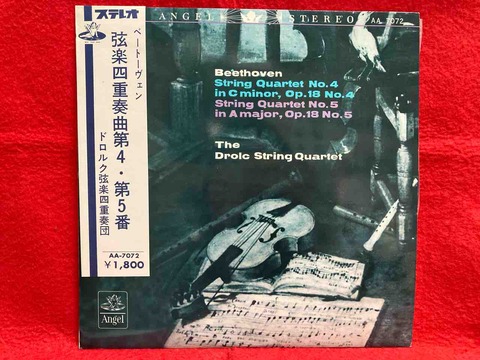 ステレオ
ベートーヴェン
弦楽四重奏曲第4・第5番
ドロルク弦楽四重奏団
AA-7072
¥1,800
ANGEL STEREO AA 7072
Beethoven
String Quartet No.4
in C minor, Op.18 No.4
String Quartet No.5
in A major, Op.18 No.5
The
Drolc String Quartet
Angel